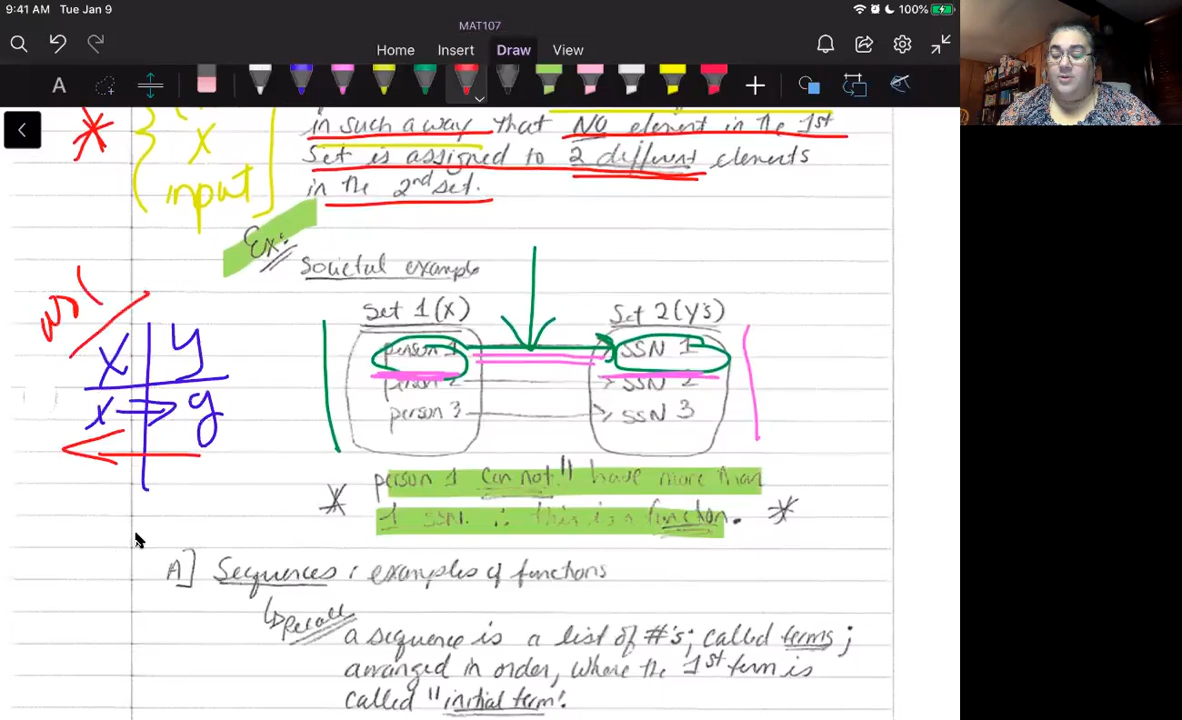 9:41 AM Tue Jan 9
100%
MAT107
Home Insert Draw View
A
x
input
in such a way that NO element in the 1st
set is assigned to 2 different elements
in the 2nd set.
Ex:
Societal example
Set 1 (x) Set 2 (y's)
person 1 SSN 1
person 2 SSN 2
person 3 SSN 3
x y
x y
person 1 can not!! have more than
* 1 SSN. ∴ this is a function. *
A] Sequences: examples of functions
↳ Recall
a sequence is a list of #'s; called terms;
arranged in order, where the 1st term is
called "initial term!